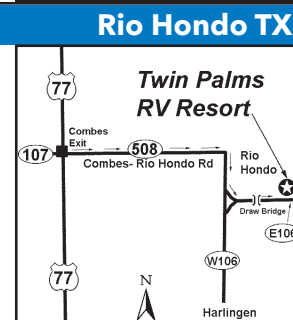 Rio Hondo TX
77
Twin Palms
RV Resort
Combes
Exit
107
508
Combes- Rio Hondo Rd
Rio
Hondo
Draw Bridge
E106
W106
77
N
Harlingen